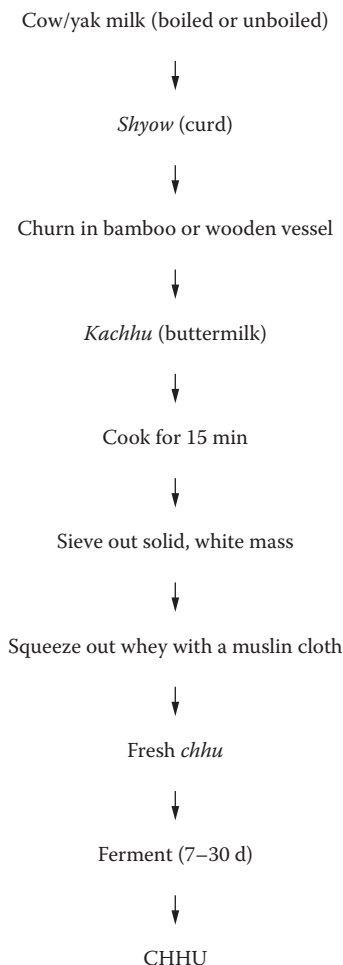 Cow/yak milk (boiled or unboiled)
Shyow (curd)
Churn in bamboo or wooden vessel
Kachhu (buttermilk)
Cook for 15 min
Sieve out solid, white mass
Squeeze out whey with a muslin cloth
Fresh chhu
Ferment (7–30 d)
CHHU